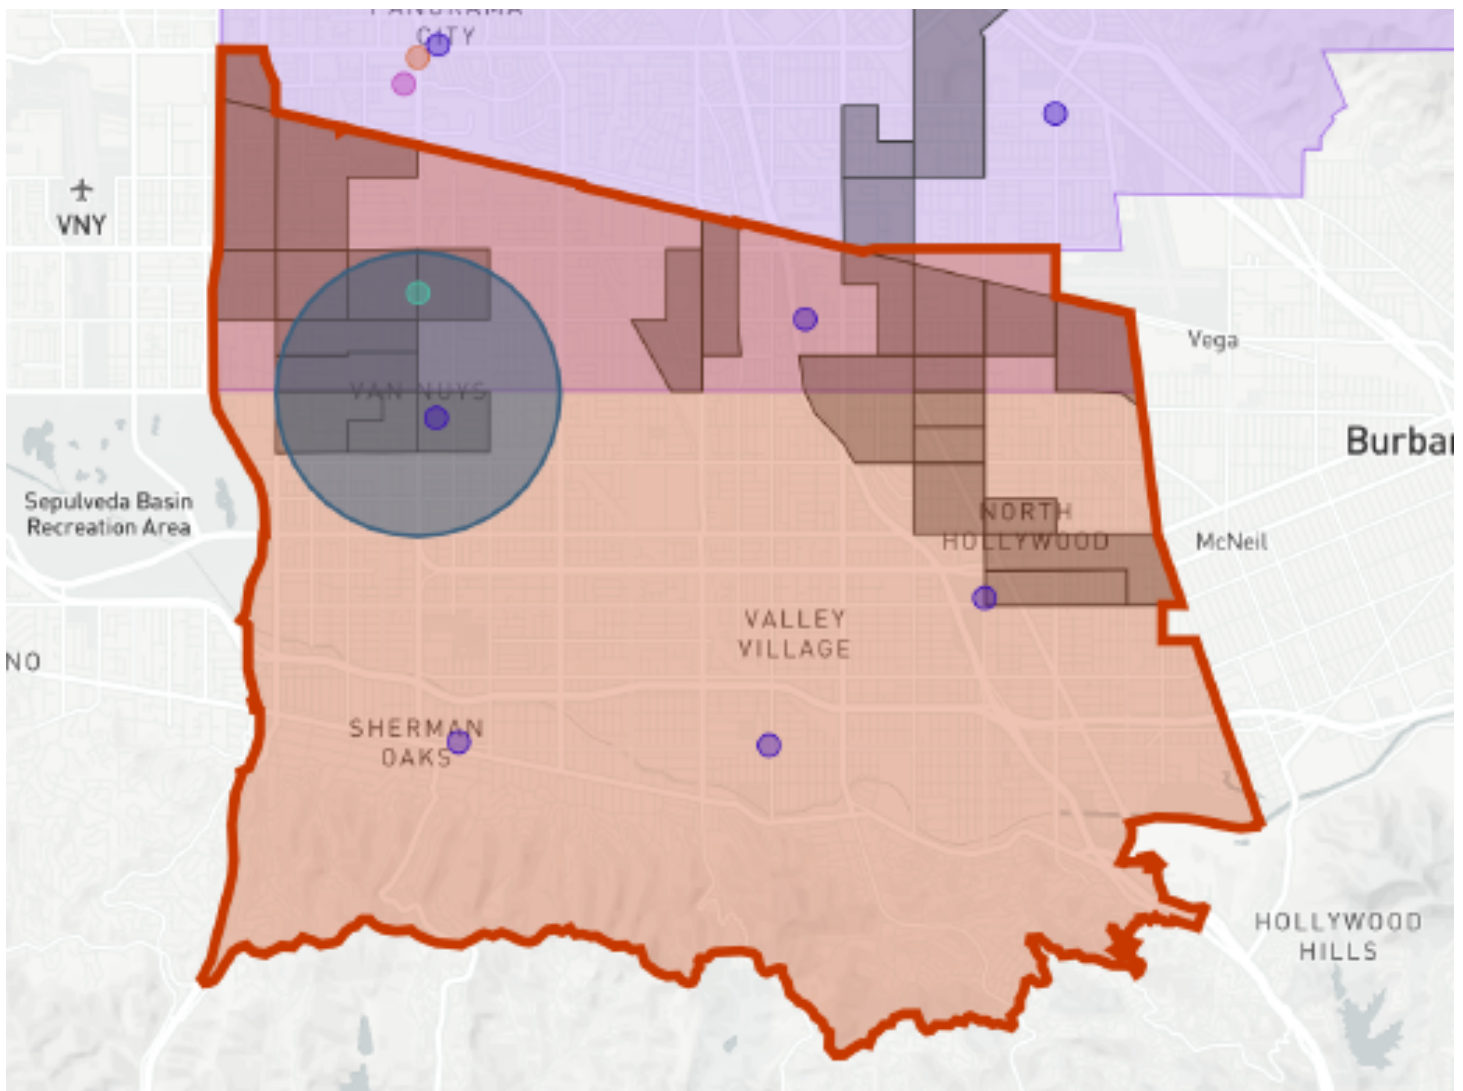 PANORAMA
CITY
VNY
Vega
VAN NUYS
Burba
Sepulveda Basin
Recreation Area
NORTH
HOLLYWOOD
McNeil
VALLEY
VILLAGE
NO
SHERMAN
OAKS
HOLLYWOOD
HILLS